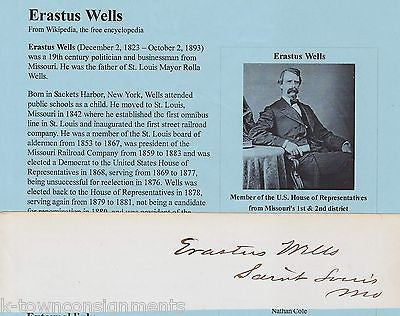 Erastus Wells
From Wikipedia, the free encyclopedia
Erastus Wells (December 2, 1823 – October 2, 1893)
was a 19th century politician and businessman from
Missouri. He was the father of St. Louis Mayor Rolla
Wells.
Born in Sackets Harbor, New York, Wells attended
public schools as a child. He moved to St. Louis,
Missouri in 1842 where he established the first omnibus
line in St. Louis and inaugurated the first street railroad
company. He was a member of the St. Louis board of
aldermen from 1853 to 1867, was president of the
Missouri Railroad Company from 1859 to 1883 and was
elected a Democrat to the United States House of
Representatives in 1868, serving from 1869 to 1877,
being unsuccessful for reelection in 1876. Wells was
elected back to the House of Representatives in 1878,
serving again from 1879 to 1881, not being a candidate
for renomination in 1880, and was president of the
Erastus Wells
Member of the U.S. House of Representatives
from Missouri's 1st & 2nd district
Erastus Wells
Saint Louis
Mo
k-townconsignments
External link
Nathan Cole